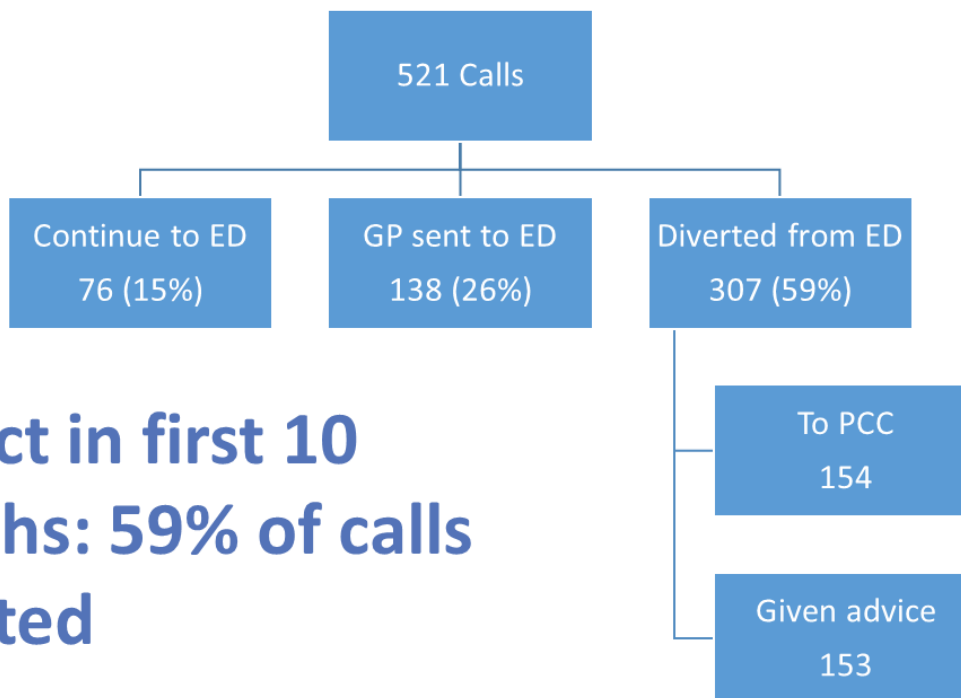 521 Calls
Continue to ED
76 (15%)
GP sent to ED
138 (26%)
Diverted from ED
307 (59%)
To PCC
154
ct in first 10
hs: 59% of calls
ted
Given advice
153